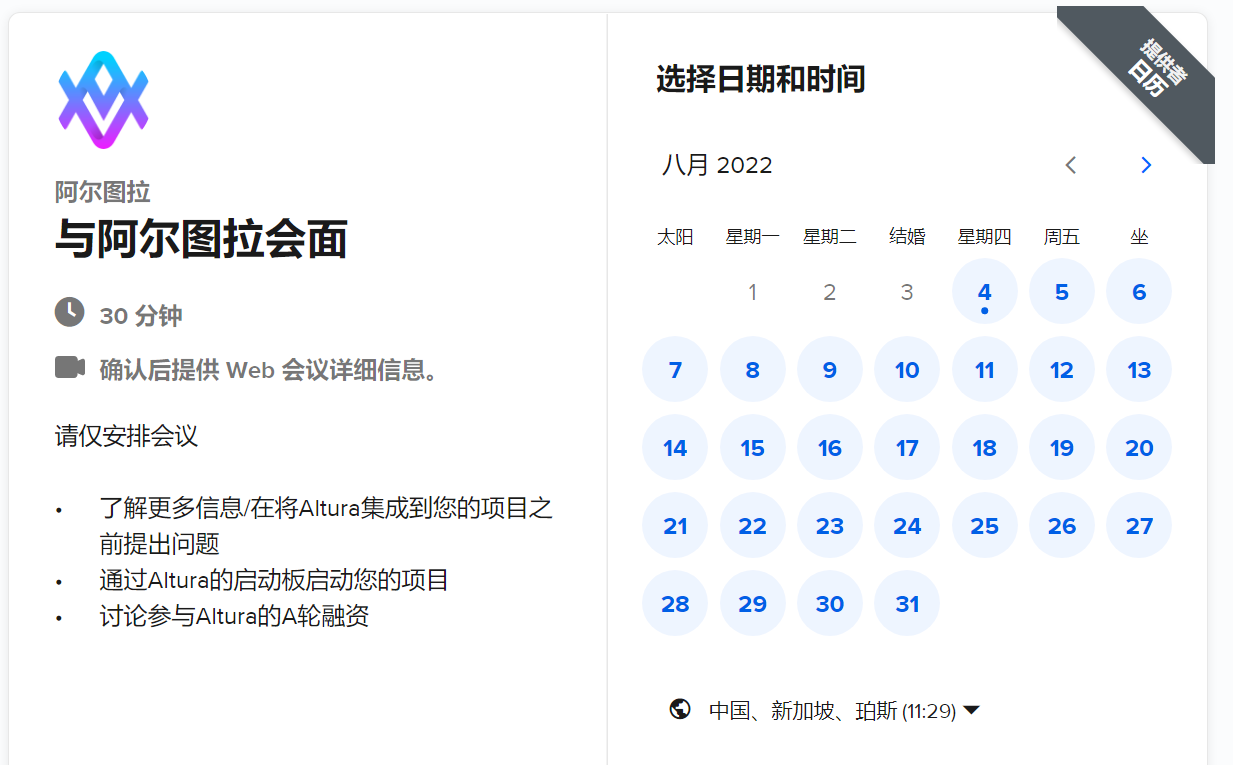 阿尔图拉
与阿尔图拉会面
30 分钟
确认后提供 Web 会议详细信息。
请仅安排会议
• 了解更多信息/在将Altura集成到您的项目之
前提出问题
• 通过Altura的启动板启动您的项目
• 讨论参与Altura的A轮融资
选择日期和时间
提供者
日历
八月 2022
太阳 星期一 星期二 结婚 星期四 周五 坐
1 2 3 4 5 6
7 8 9 10 11 12 13
14 15 16 17 18 19 20
21 22 23 24 25 26 27
28 29 30 31
中国、新加坡、珀斯 (11:29)